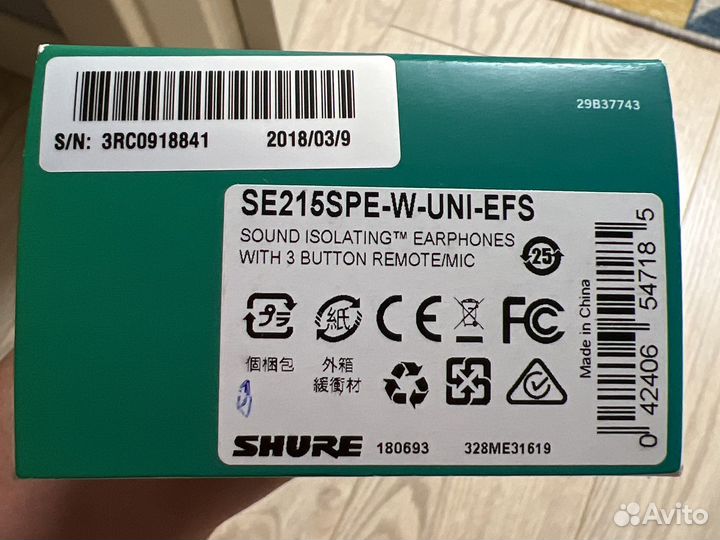 S/N: 3RC0918841 2018/03/9
29B37743
SE215SPE-W-UNI-EFS
SOUND ISOLATING™ EARPHONES
WITH 3 BUTTON REMOTE/MIC
25
プラ
紙
CE
FC
個梱包
外箱
緩衝材
SHURE 180693 328ME31619
Made in China
0 42406 54718 5
Avito